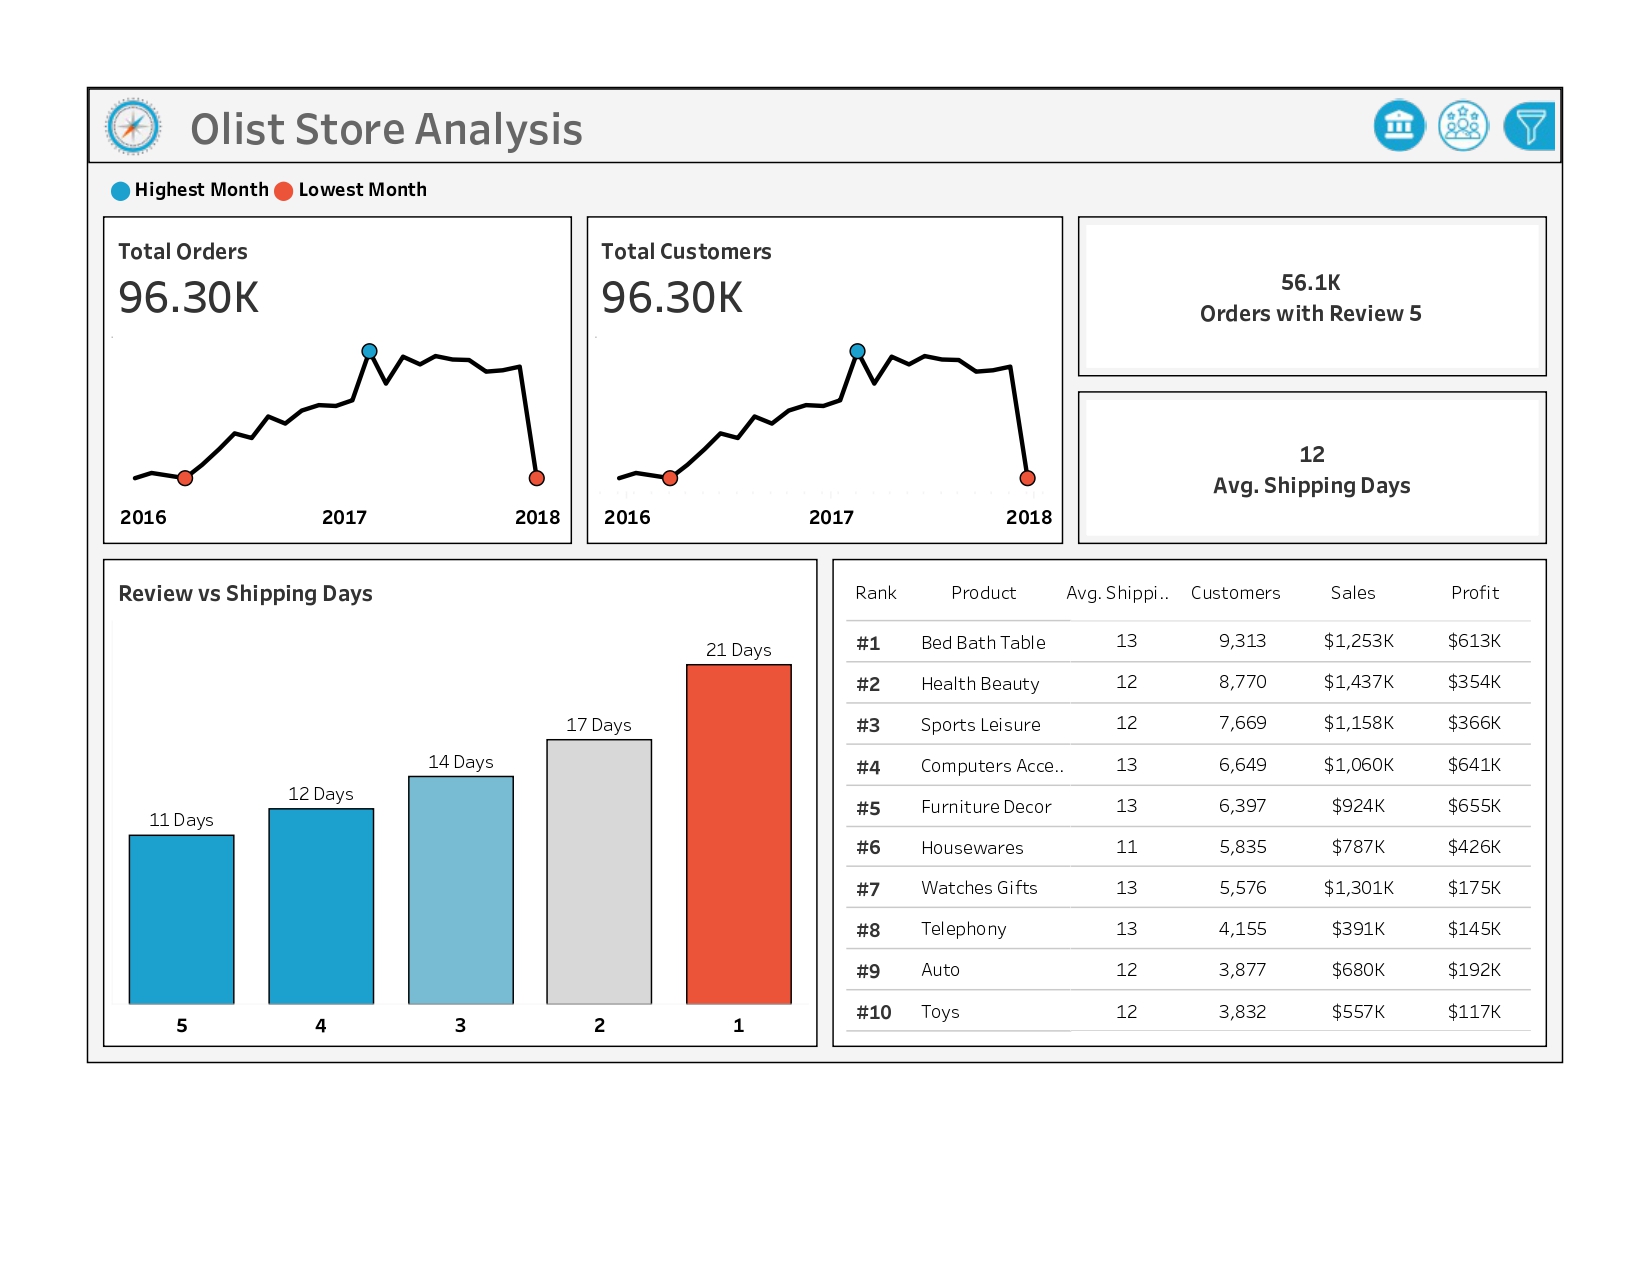 Olist Store Analysis
Highest Month Lowest Month
Total Orders
96.30K
2016 2017 2018
Total Customers
96.30K
2016 2017 2018
56.1K
Orders with Review 5
12
Avg. Shipping Days
Review vs Shipping Days
11 Days 12 Days 14 Days 17 Days 21 Days
5 4 3 2 1
Rank Product Avg. Shippi.. Customers Sales Profit
#1 Bed Bath Table 13 9,313 $1,253K $613K
#2 Health Beauty 12 8,770 $1,437K $354K
#3 Sports Leisure 12 7,669 $1,158K $366K
#4 Computers Acce.. 13 6,649 $1,060K $641K
#5 Furniture Decor 13 6,397 $924K $655K
#6 Housewares 11 5,835 $787K $426K
#7 Watches Gifts 13 5,576 $1,301K $175K
#8 Telephony 13 4,155 $391K $145K
#9 Auto 12 3,877 $680K $192K
#10 Toys 12 3,832 $557K $117K